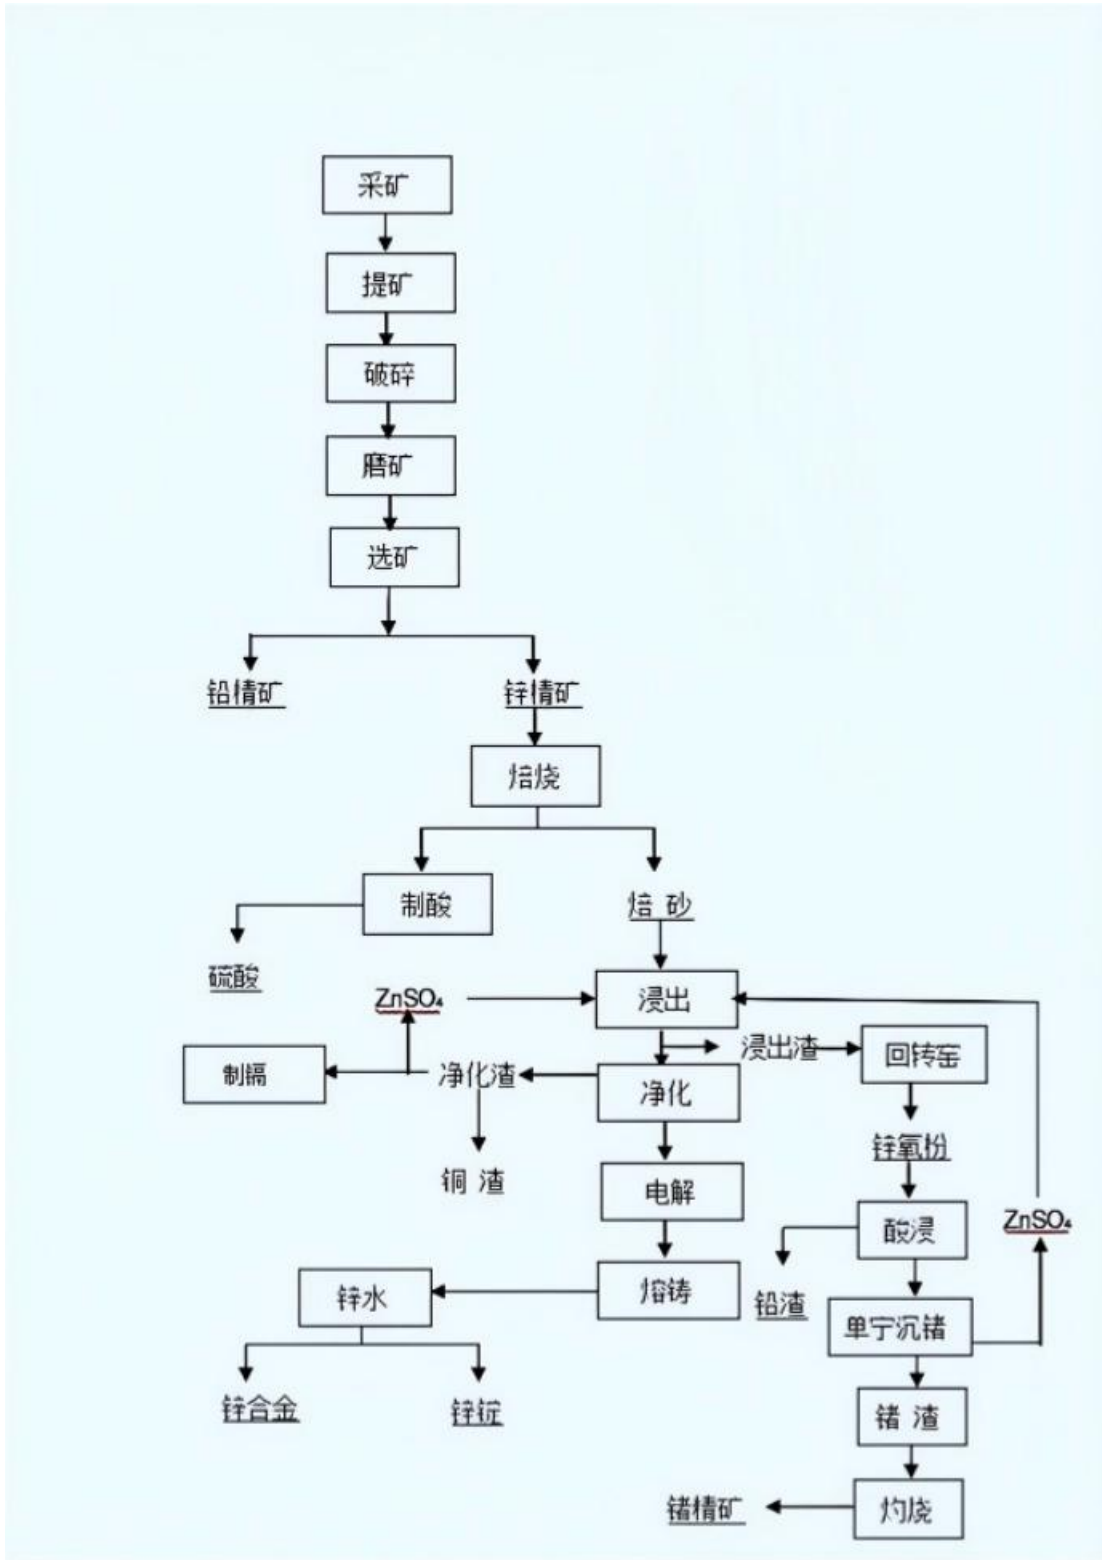 采矿
提矿
破碎
磨矿
选矿
铅精矿
锌精矿
焙烧
制酸
焙 砂
硫酸
ZnSO₄
浸出
浸出渣
回转窑
制镉
净化渣
净化
锌氧粉
铜 渣
电解
酸浸
ZnSO₄
锌水
熔铸
铅渣
单宁沉锗
锌合金
锌锭
锗 渣
锗精矿
灼烧